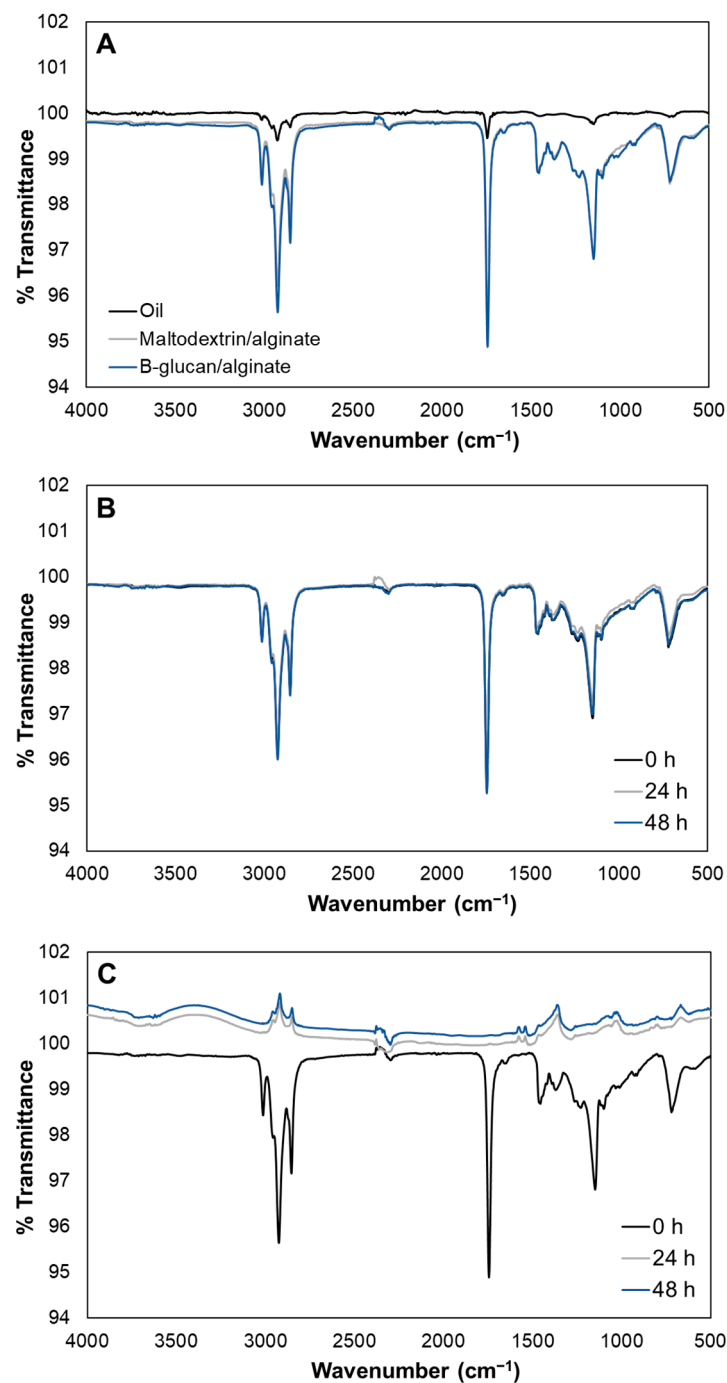 A
102
101
100
99
98
97
96
95
94
% Transmittance
Oil
Maltodextrin/alginate
B-glucan/alginate
4000 3500 3000 2500 2000 1500 1000 500
Wavenumber (cm⁻¹)
B
102
101
100
99
98
97
96
95
94
% Transmittance
0 h
24 h
48 h
4000 3500 3000 2500 2000 1500 1000 500
Wavenumber (cm⁻¹)
C
102
101
100
99
98
97
96
95
94
% Transmittance
0 h
24 h
48 h
4000 3500 3000 2500 2000 1500 1000 500
Wavenumber (cm⁻¹)